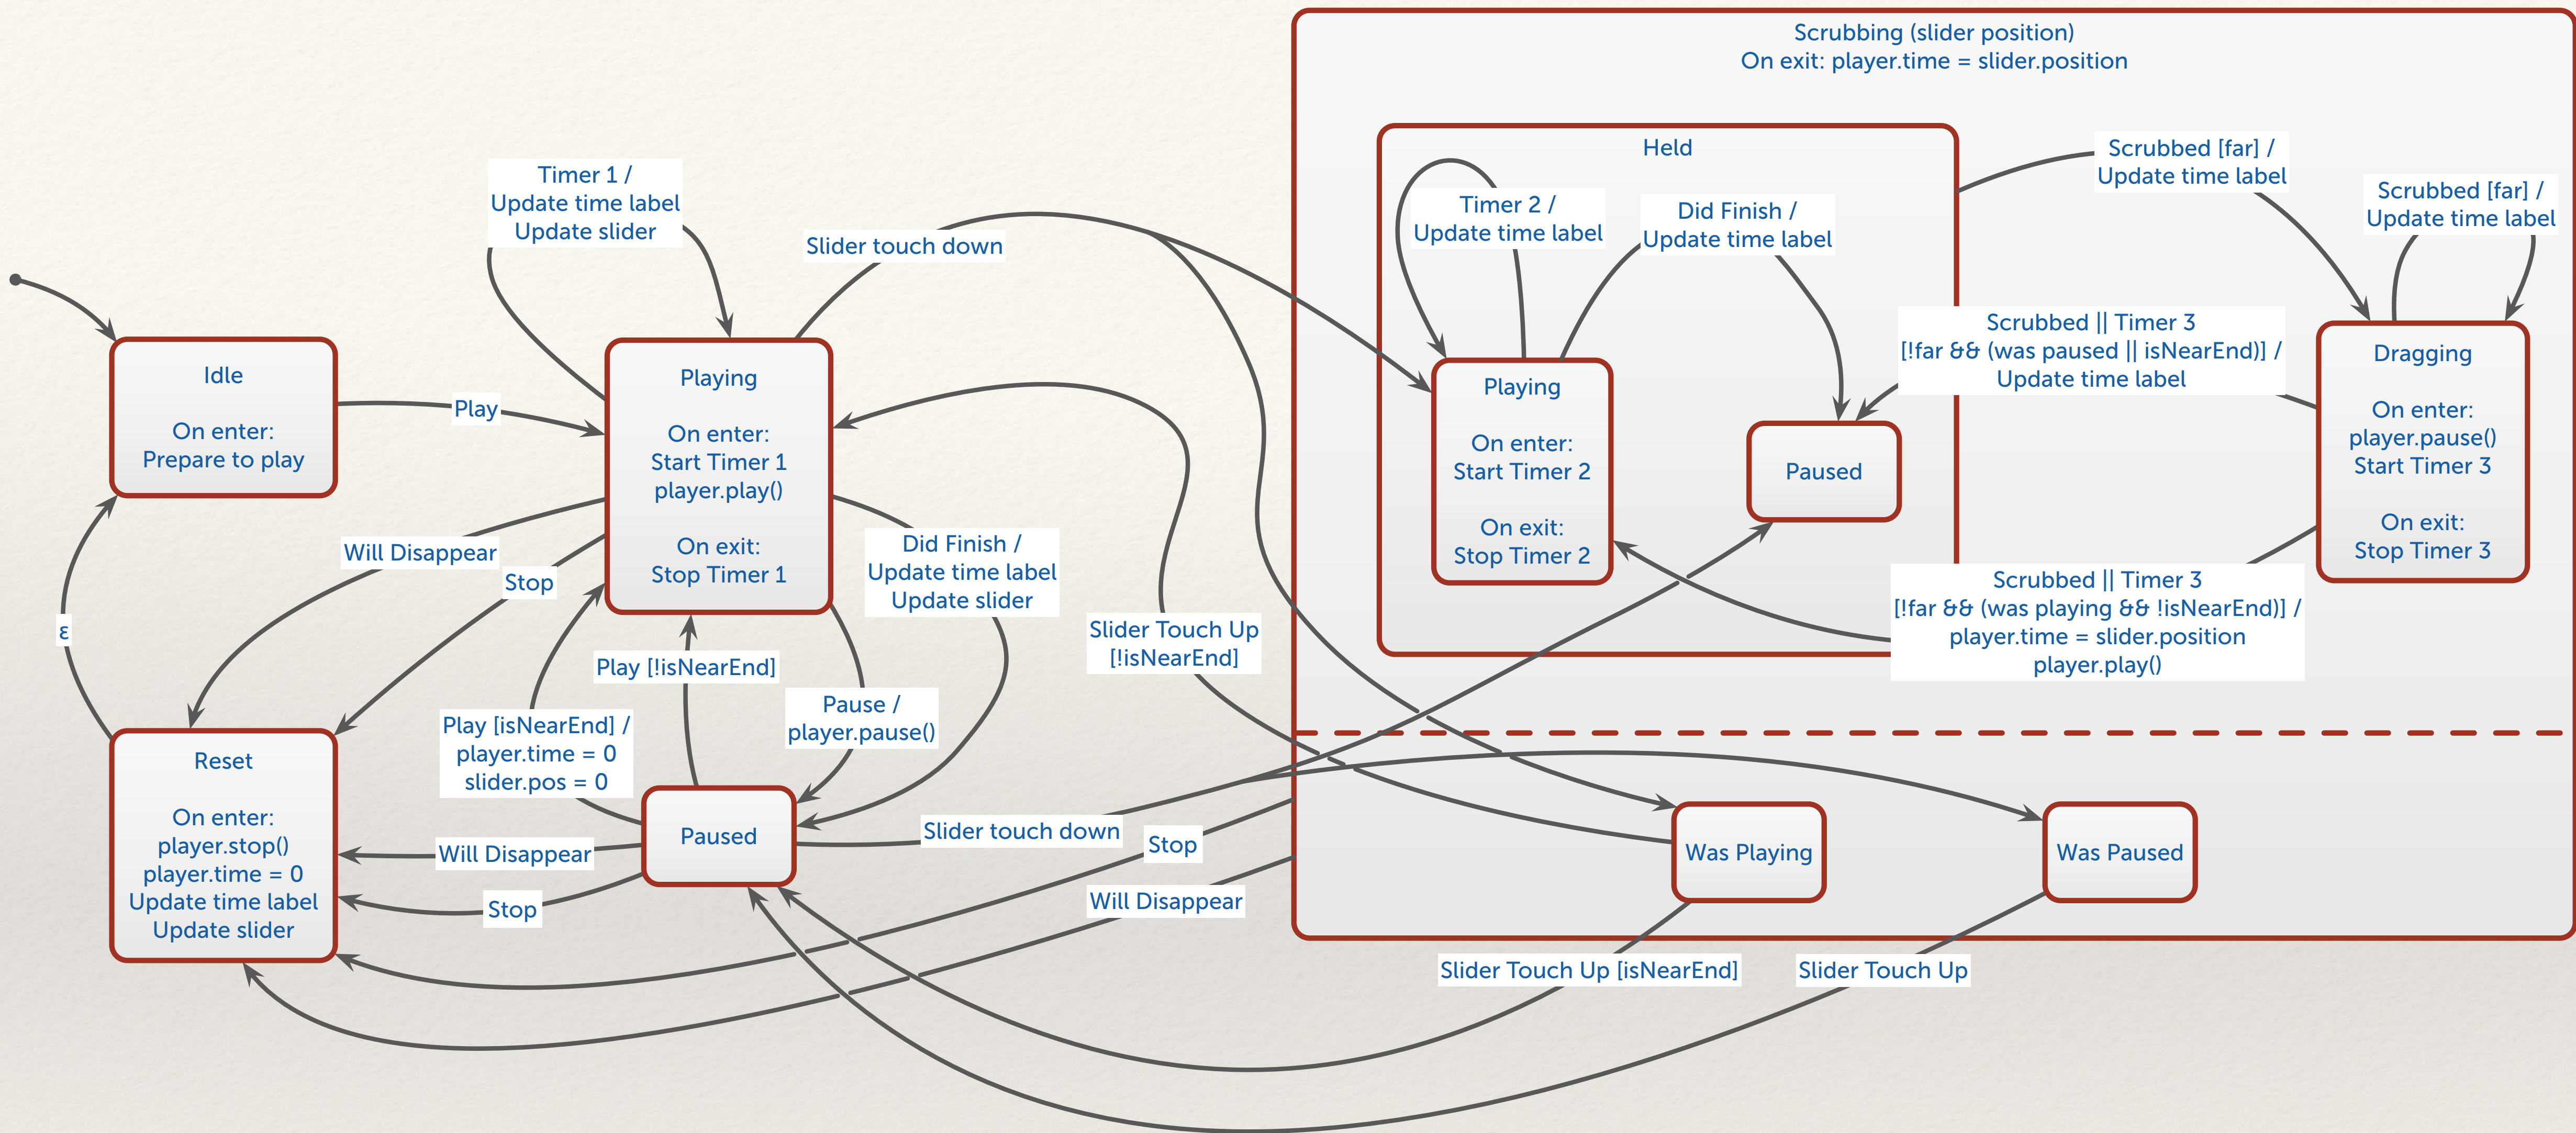 Scrubbing (slider position)
On exit: player.time = slider.position
Held
Scrubbed [far] /
Update time label
Scrubbed [far] /
Update time label
Timer 1 /
Update time label
Update slider
Slider touch down
Timer 2 /
Update time label
Did Finish /
Update time label
Scrubbed || Timer 3
[!far && (was paused || isNearEnd)] /
Update time label
Idle
On enter:
Prepare to play
Play
Playing
On enter:
Start Timer 1
player.play()
On exit:
Stop Timer 1
Playing
On enter:
Start Timer 2
On exit:
Stop Timer 2
Paused
Dragging
On enter:
player.pause()
Start Timer 3
On exit:
Stop Timer 3
Will Disappear
Stop
Did Finish /
Update time label
Update slider
Scrubbed || Timer 3
[!far && (was playing && !isNearEnd)] /
player.time = slider.position
player.play()
ε
Slider Touch Up
[!isNearEnd]
Play [!isNearEnd]
Pause /
player.pause()
Play [isNearEnd] /
player.time = 0
slider.pos = 0
Reset
On enter:
player.stop()
player.time = 0
Update time label
Update slider
Paused
Will Disappear
Stop
Slider touch down
Stop
Will Disappear
Was Playing
Was Paused
Slider Touch Up [isNearEnd]
Slider Touch Up